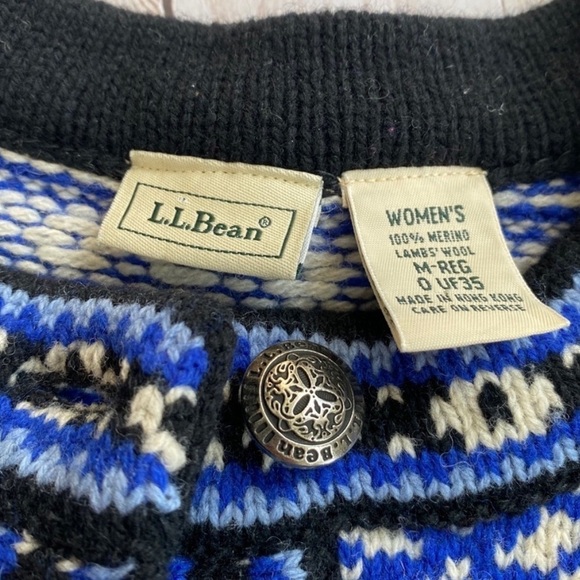 L.L.Bean®
WOMEN'S
100% MERINO
LAMBS' WOOL
M-REG
0 UF35
MADE IN HONG KONG
CARE ON REVERSE
L.L.Bean